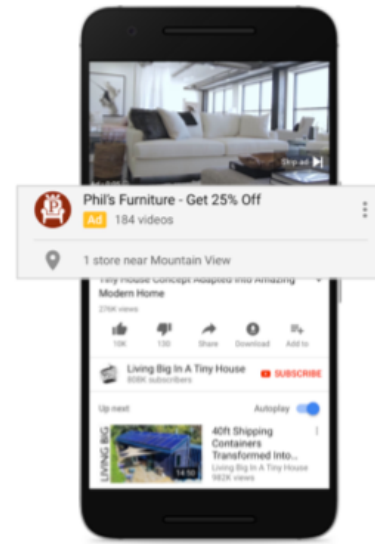 Skip ad
Phil's Furniture - Get 25% Off
Ad 184 videos
1 store near Mountain View
Tiny House Concept Adapted Into Amazing
Modern Home
276K views
10K 130 Share Download Add to
Living Big In A Tiny House SUBSCRIBE
808K subscribers
Up next Autoplay
LIVING BIG
14:50
40ft Shipping
Containers
Transformed Into...
Living Big In A Tiny House
982K views